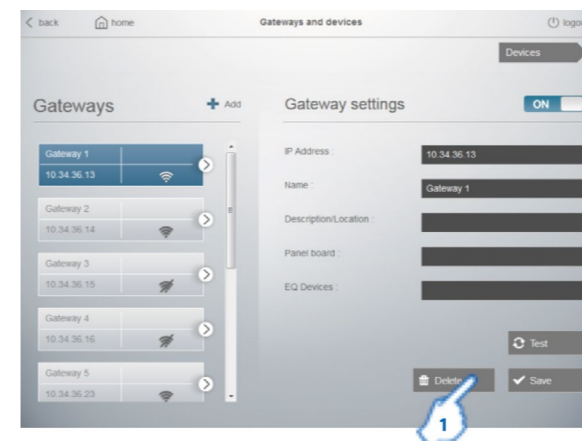 back
home
Gateways and devices
logo
Devices
Gateways
Add
Gateway settings
ON
Gateway 1
10.34.36.13
Gateway 2
10.34.36.14
Gateway 3
10.34.36.15
Gateway 4
10.34.36.16
Gateway 5
10.34.36.23
IP Address :
10.34.36.13
Name :
Gateway 1
Description/Location :
Panel board :
EQ Devices :
Test
Delete
Save
1